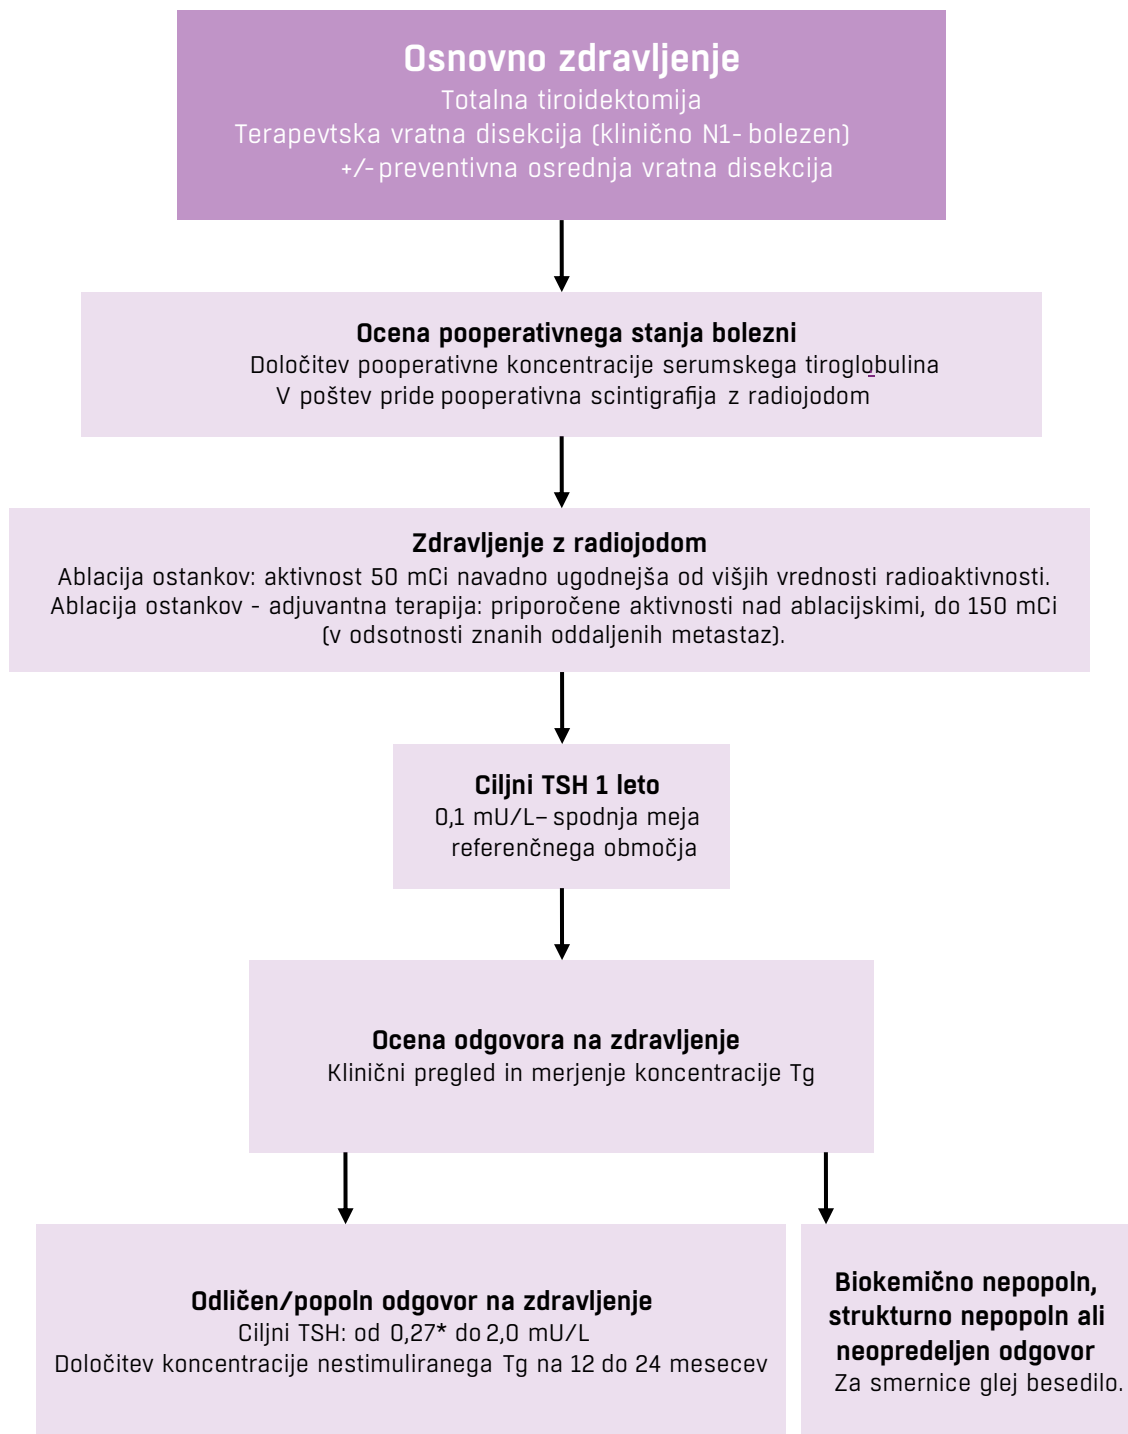 Osnovno zdravljenje
Totalna tiroidektomija
Terapevtska vratna disekcija (klinično N1- bolezen)
+/- preventivna osrednja vratna disekcija
Ocena pooperativnega stanja bolezni
Določitev pooperativne koncentracije serumskega tiroglobulina
V poštev pride pooperativna scintigrafija z radiojodom
Zdravljenje z radiojodom
Ablacija ostankov: aktivnost 50 mCi navadno ugodnejša od višjih vrednosti radioaktivnosti.
Ablacija ostankov - adjuvantna terapija: priporočene aktivnosti nad ablacijskimi, do 150 mCi
(v odsotnosti znanih oddaljenih metastaz).
Ciljni TSH 1 leto
0,1 mU/L– spodnja meja
referenčnega območja
Ocena odgovora na zdravljenje
Klinični pregled in merjenje koncentracije Tg
Odličen/popoln odgovor na zdravljenje
Ciljni TSH: od 0,27* do 2,0 mU/L
Določitev koncentracije nestimuliranega Tg na 12 do 24 mesecev
Biokemično nepopoln,
strukturno nepopoln ali
neopredeljen odgovor
Za smernice glej besedilo.